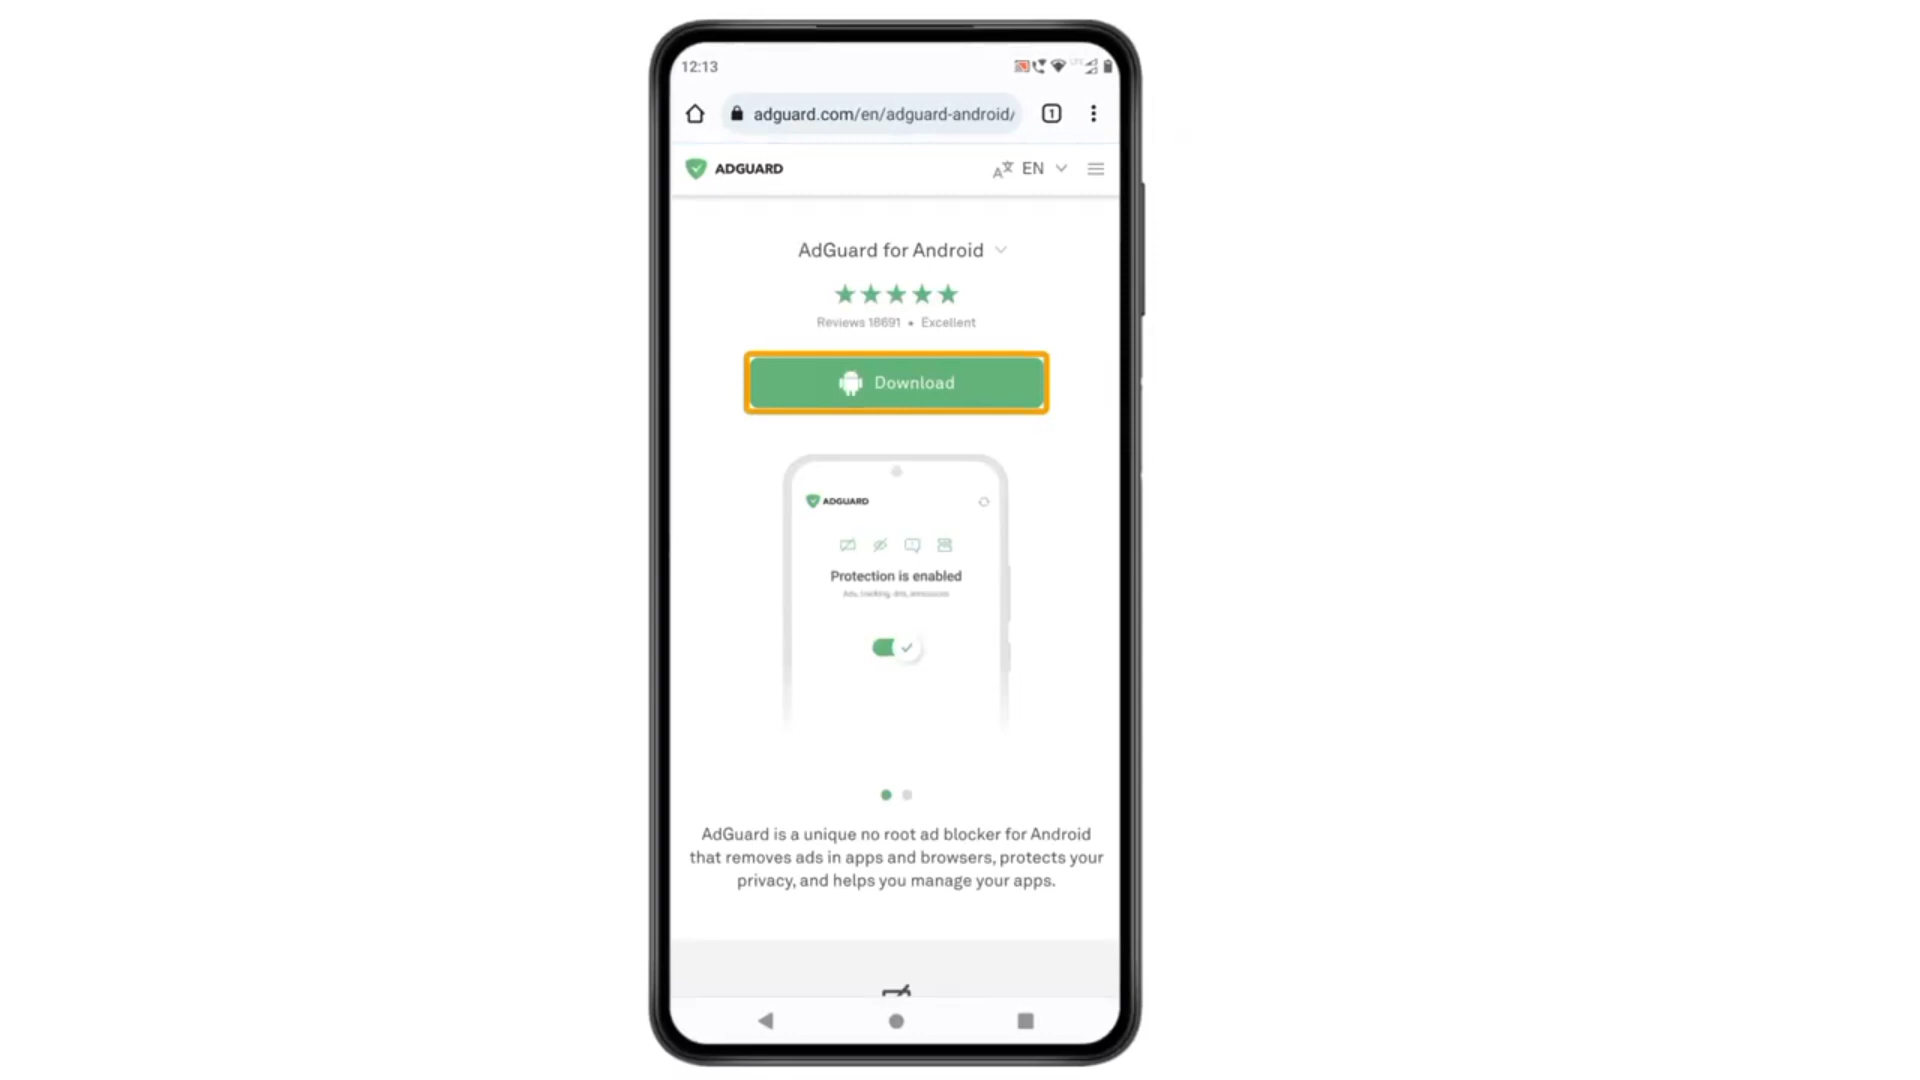 12:13
LTE
adguard.com/en/adguard-android/
1
ADGUARD
EN
AdGuard for Android
Reviews 18691 • Excellent
Download
ADGUARD
Protection is enabled
Ads, tracking, dns, annoyances
AdGuard is a unique no root ad blocker for Android
that removes ads in apps and browsers, protects your
privacy, and helps you manage your apps.